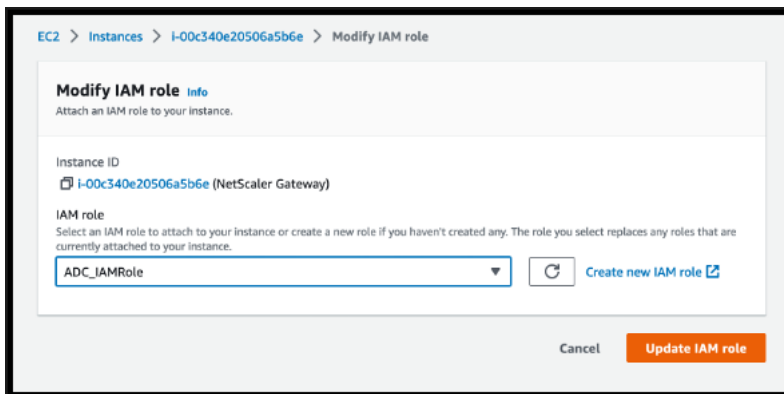 EC2 > Instances > i-00c340e20506a5b6e > Modify IAM role
Modify IAM role Info
Attach an IAM role to your instance.
Instance ID
i-00c340e20506a5b6e (NetScaler Gateway)
IAM role
Select an IAM role to attach to your instance or create a new role if you haven't created any. The role you select replaces any roles that are
currently attached to your instance.
ADC_IAMRole
Create new IAM role
Cancel
Update IAM role